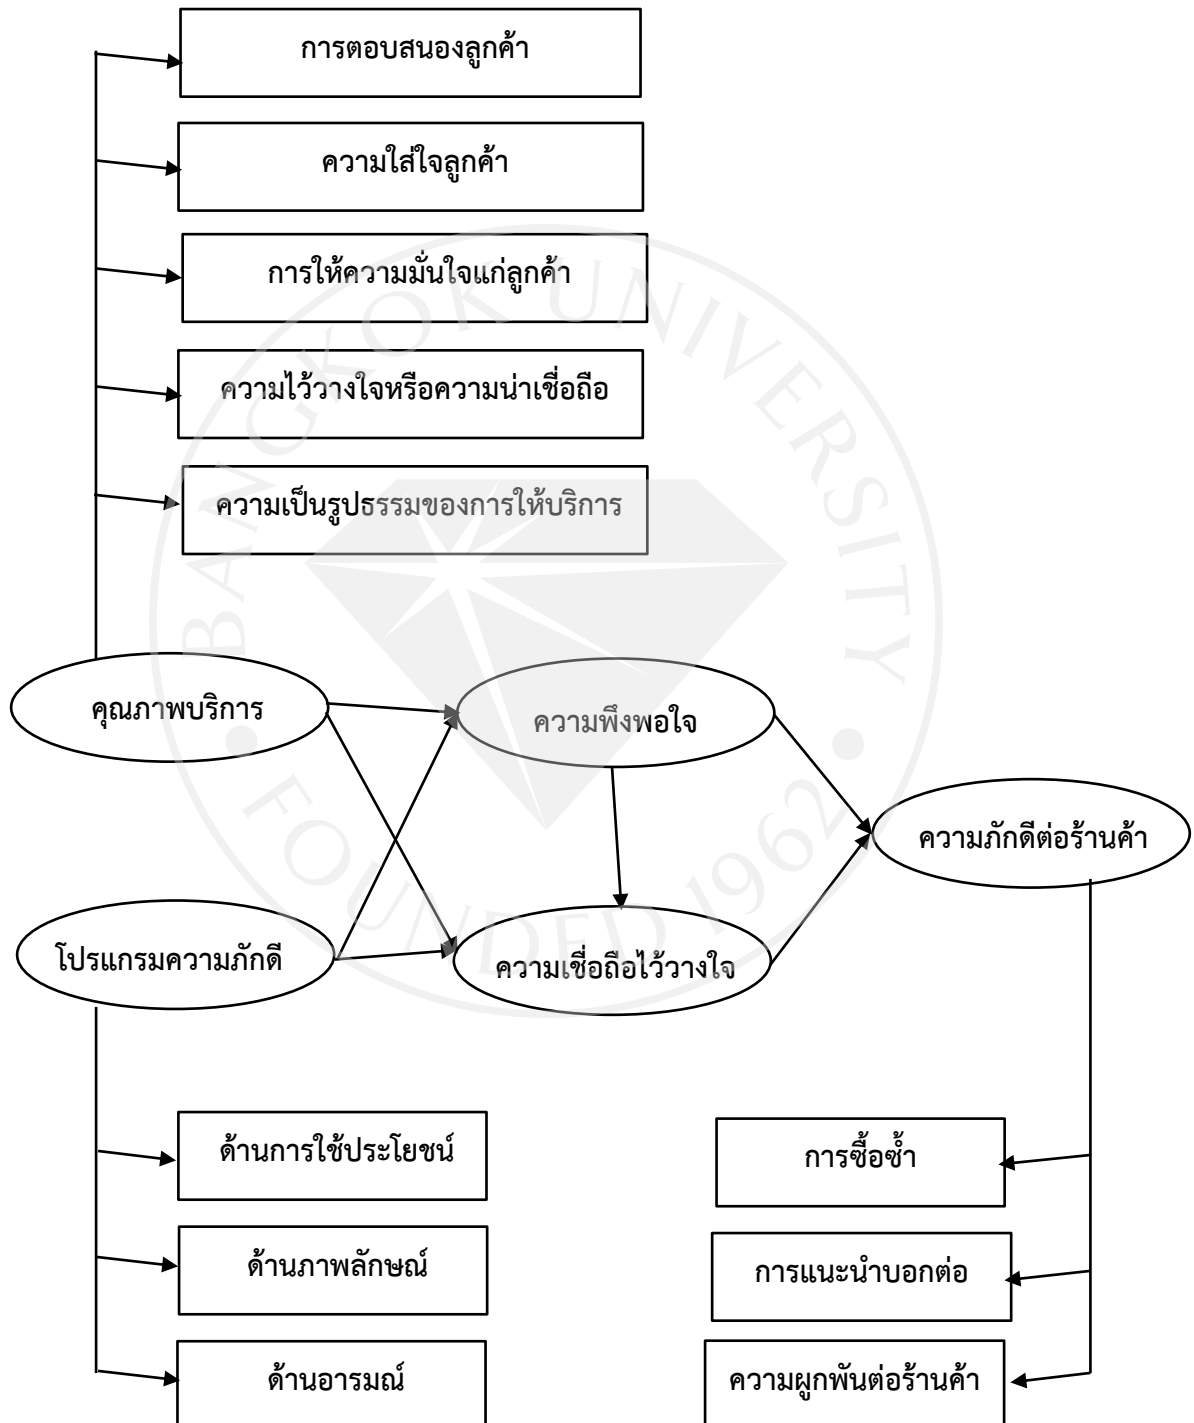 การตอบสนองลูกค้า
ความใส่ใจลูกค้า
การให้ความมั่นใจแก่ลูกค้า
ความไว้วางใจหรือความน่าเชื่อถือ
ความเป็นรูปธรรมของการให้บริการ
คุณภาพบริการ
ความพึงพอใจ
ความภักดีต่อร้านค้า
โปรแกรมความภักดี
ความเชื่อถือไว้วางใจ
ด้านการใช้ประโยชน์
การซื้อซ้ำ
ด้านภาพลักษณ์
การแนะนำบอกต่อ
ด้านอารมณ์
ความผูกพันต่อร้านค้า
BANGKOK UNIVERSITY
FOUNDED 1962